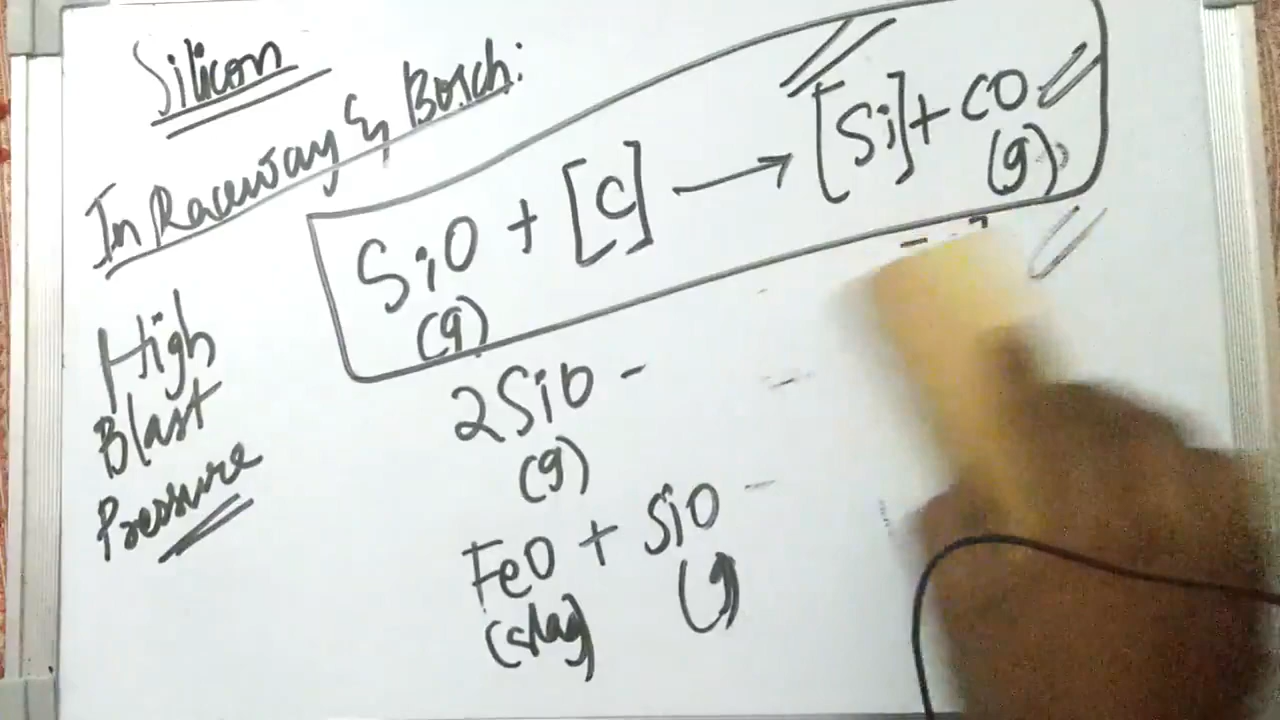 Silicon
In Raceway & Bosch:
SiO + [C] → [Si] + CO
(g) (g)
High
Blast
Pressure
2SiO -
(g)
FeO + SiO -
(slag) (g)